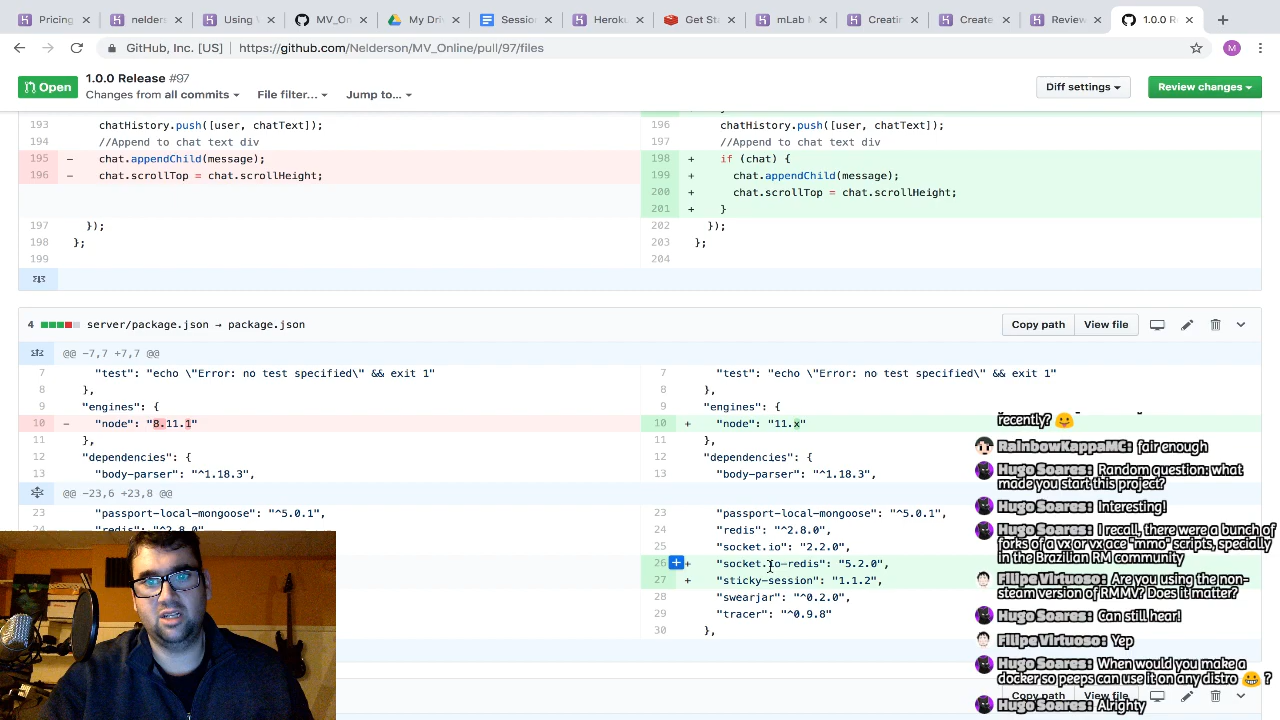 Pricing
nelders
Using
MV_On
My Driv
Session
Heroku
Get Sta
mLab M
Creatin
Create
Review
1.0.0 R
GitHub, Inc. [US]
https://github.com/Nelderson/MV_Online/pull/97/files
M
Open
1.0.0 Release #97
Changes from all commits
File filter...
Jump to...
Diff settings
Review changes
193 chatHistory.push([user, chatText]);
194 //Append to chat text div
195 - chat.appendChild(message);
196 - chat.scrollTop = chat.scrollHeight;
197 });
198 };
199
196 chatHistory.push([user, chatText]);
197 //Append to chat text div
198 + if (chat) {
199 + chat.appendChild(message);
200 + chat.scrollTop = chat.scrollHeight;
201 + }
202 });
203 };
204
4 server/package.json → package.json
Copy path
View file
@@ -7,7 +7,7 @@
7 "test": "echo \"Error: no test specified\" && exit 1"
8 },
9 "engines": {
10 - "node": "8.11.1"
11 },
12 "dependencies": {
13 "body-parser": "^1.18.3",
7 "test": "echo \"Error: no test specified\" && exit 1"
8 },
9 "engines": {
10 + "node": "11.x"
11 },
12 "dependencies": {
13 "body-parser": "^1.18.3",
@@ -23,6 +23,8 @@
23 "passport-local-mongoose": "^5.0.1",
24 "redis": "^2.8.0",
23 "passport-local-mongoose": "^5.0.1",
24 "redis": "^2.8.0",
25 "socket.io": "2.2.0",
26 + "socket.io-redis": "5.2.0",
27 + "sticky-session": "1.1.2",
28 "swearjar": "^0.2.0",
29 "tracer": "^0.9.8"
30 },
Copy path
View file
recently?
RainbowKappaMC: fair enough
Hugo Soares: Random question: what
made you start this project?
Hugo Soares: Interesting!
Hugo Soares: I recall, there were a bunch of
forks of a vx or vx ace "mmo" scripts, specially
in the Brazilian RM community
Filipe Virtuoso: Are you using the non-
steam version of RMMV? Does it matter?
Hugo Soares: Can still hear!
Filipe Virtuoso: Yep
Hugo Soares: When would you make a
docker so peeps can use it on any distro ?
Hugo Soares: Alrighty